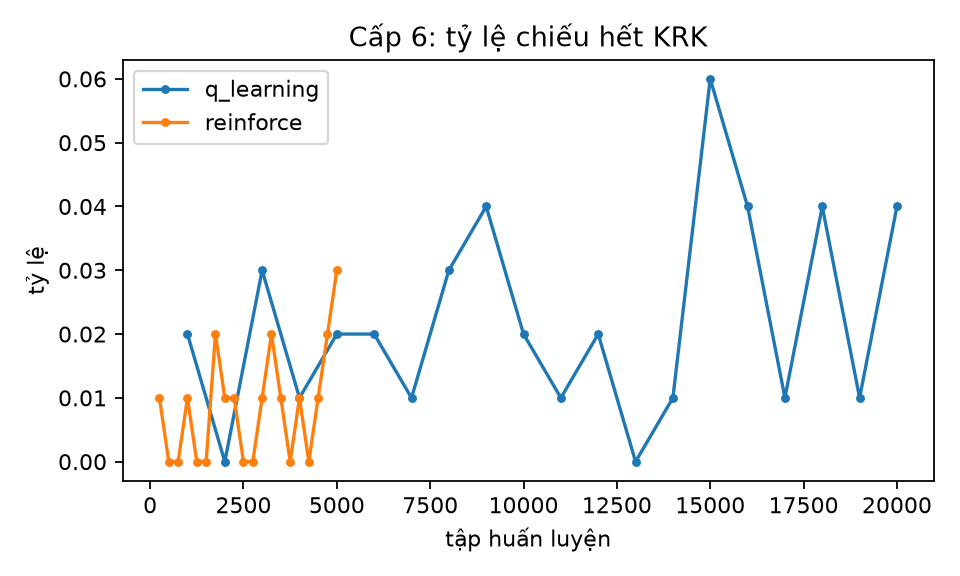 Cấp 6: tỷ lệ chiếu hết KRK
q_learning
reinforce
tỷ lệ
0.06
0.05
0.04
0.03
0.02
0.01
0.00
0 2500 5000 7500 10000 12500 15000 17500 20000
tập huấn luyện